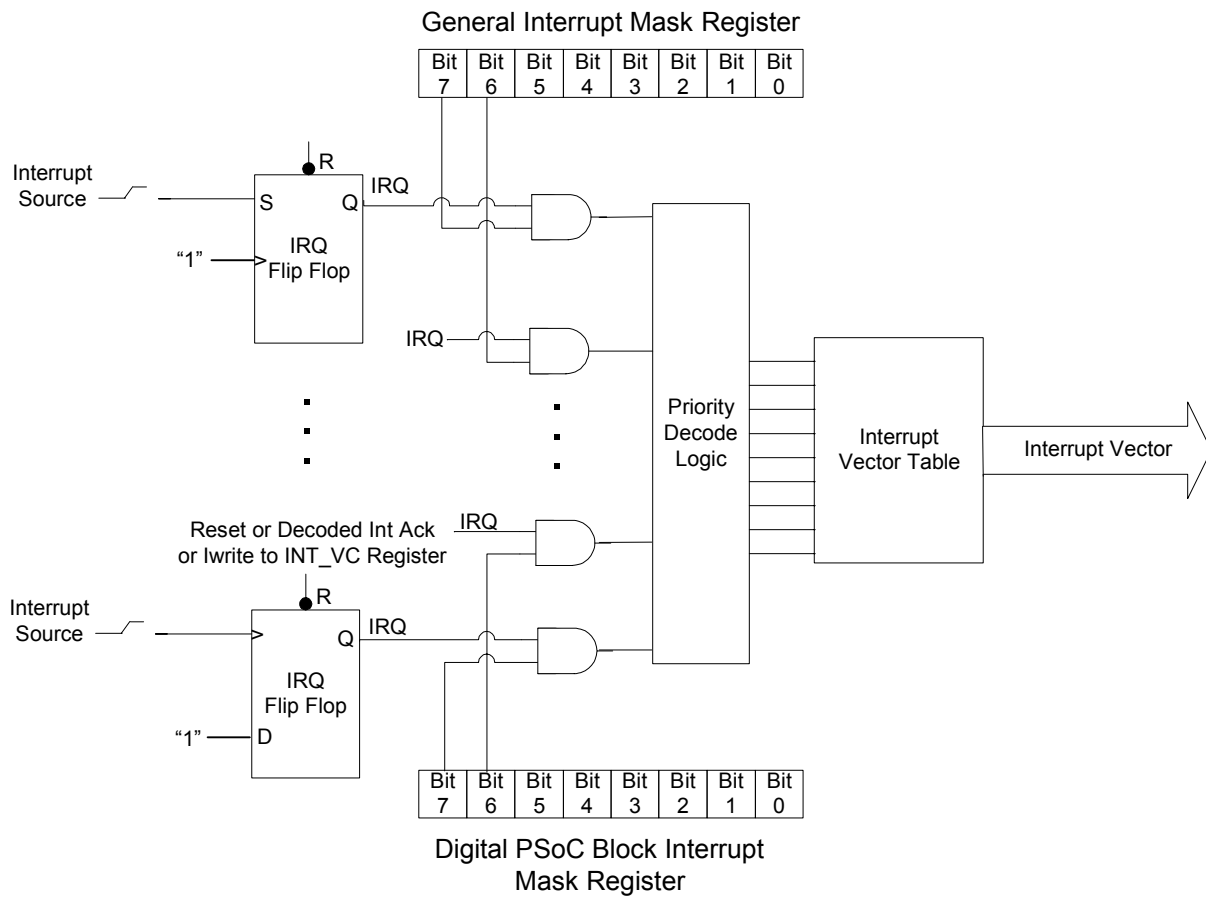 General Interrupt Mask Register
Bit Bit Bit Bit Bit Bit Bit Bit
7 6 5 4 3 2 1 0
R
Interrupt
Source
S
Q
IRQ
IRQ
Flip Flop
“1”
IRQ
Priority
Decode
Logic
Interrupt
Vector Table
Interrupt Vector
Reset or Decoded Int Ack
or Iwrite to INT_VC Register
IRQ
R
Interrupt
Source
Q
IRQ
IRQ
Flip Flop
“1”
D
Bit Bit Bit Bit Bit Bit Bit Bit
7 6 5 4 3 2 1 0
Digital PSoC Block Interrupt
Mask Register